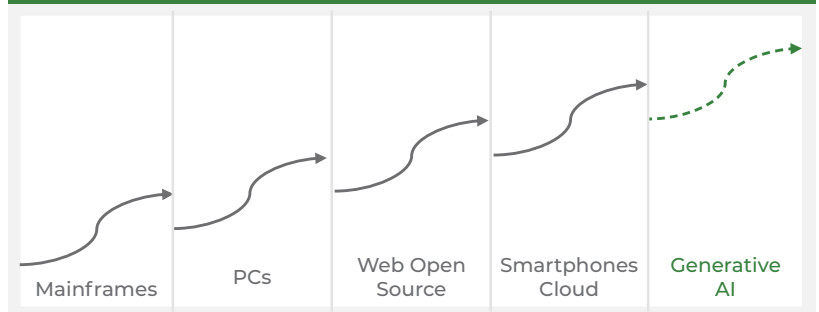 Mainframes
PCs
Web Open
Source
Smartphones
Cloud
Generative
AI